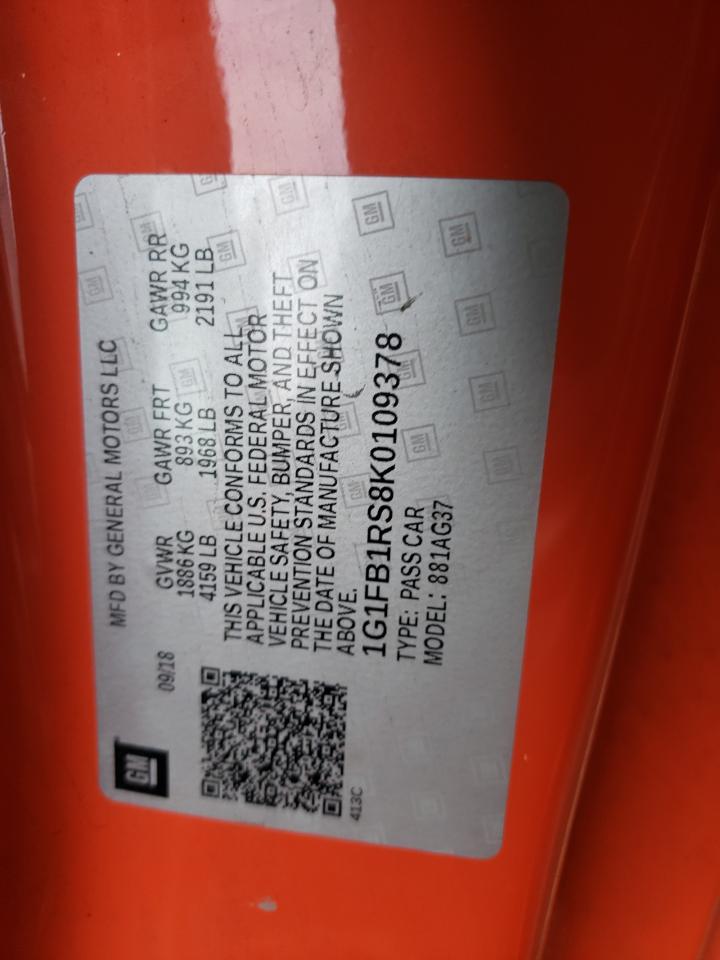 GM
MFD BY GENERAL MOTORS LLC
09/18
GVWR GAWR FRT GAWR RR
1886 KG 893 KG 994 KG
4159 LB 1968 LB 2191 LB
THIS VEHICLE CONFORMS TO ALL
APPLICABLE U.S. FEDERAL MOTOR
VEHICLE SAFETY, BUMPER, AND THEFT
PREVENTION STANDARDS IN EFFECT ON
THE DATE OF MANUFACTURE SHOWN
ABOVE.
1G1FB1RS8K0109378
TYPE: PASS CAR
MODEL: 881AG37
413C